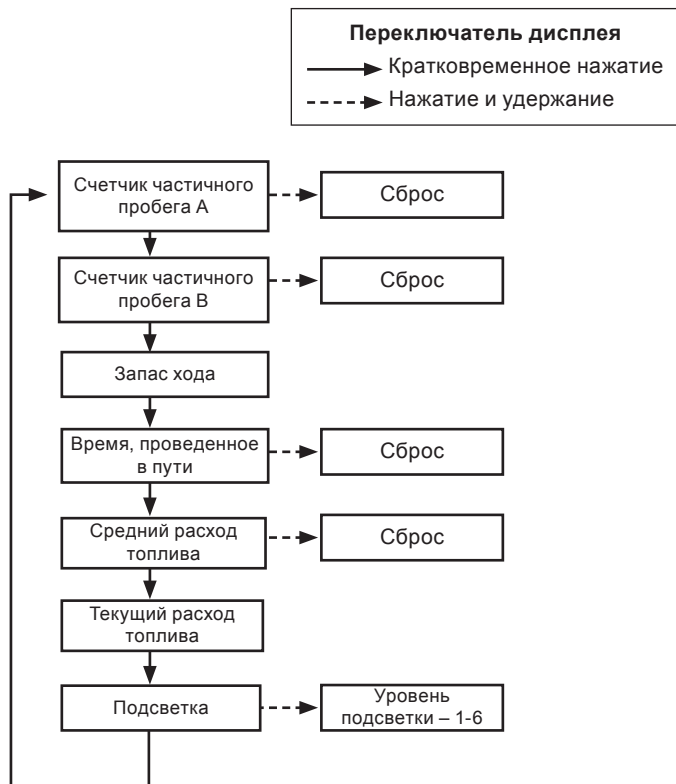 Переключатель дисплея
Кратковременное нажатие
Нажатие и удержание
Счетчик частичного
пробега A
Сброс
Счетчик частичного
пробега B
Сброс
Запас хода
Время, проведенное
в пути
Сброс
Средний расход
топлива
Сброс
Текущий расход
топлива
Подсветка
Уровень
подсветки – 1-6